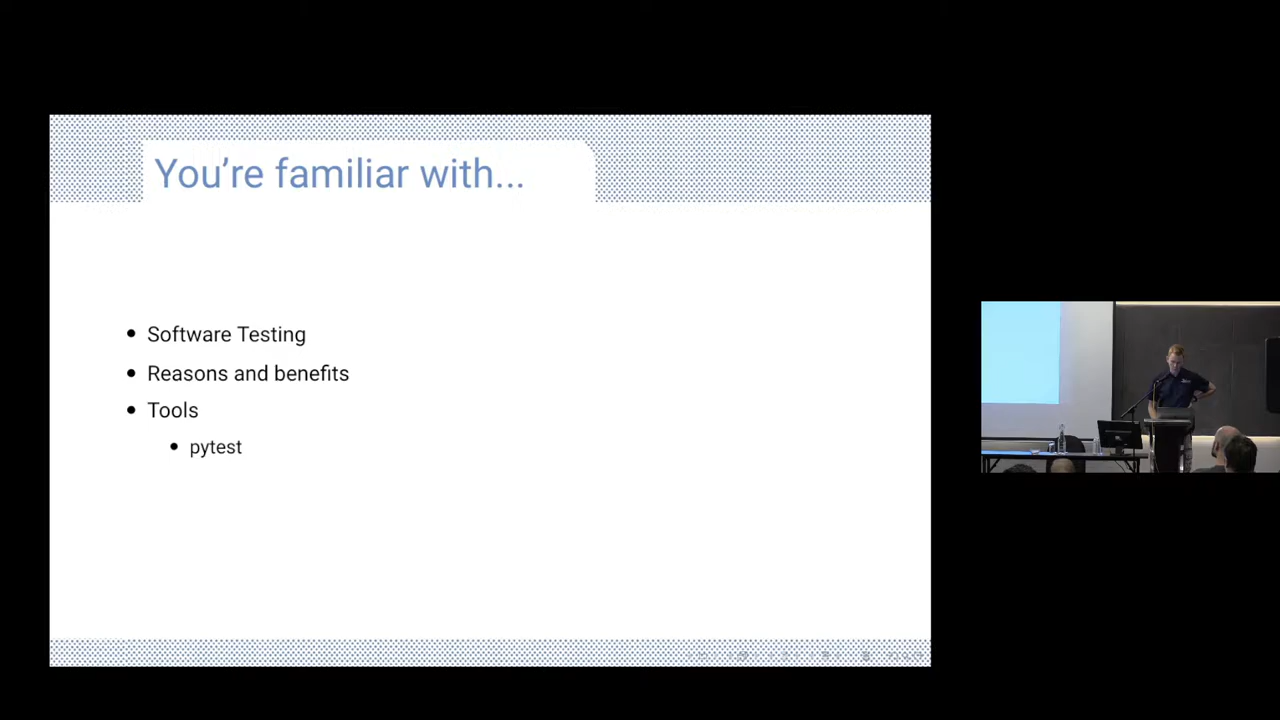 You're familiar with...
Software Testing
Reasons and benefits
Tools
pytest